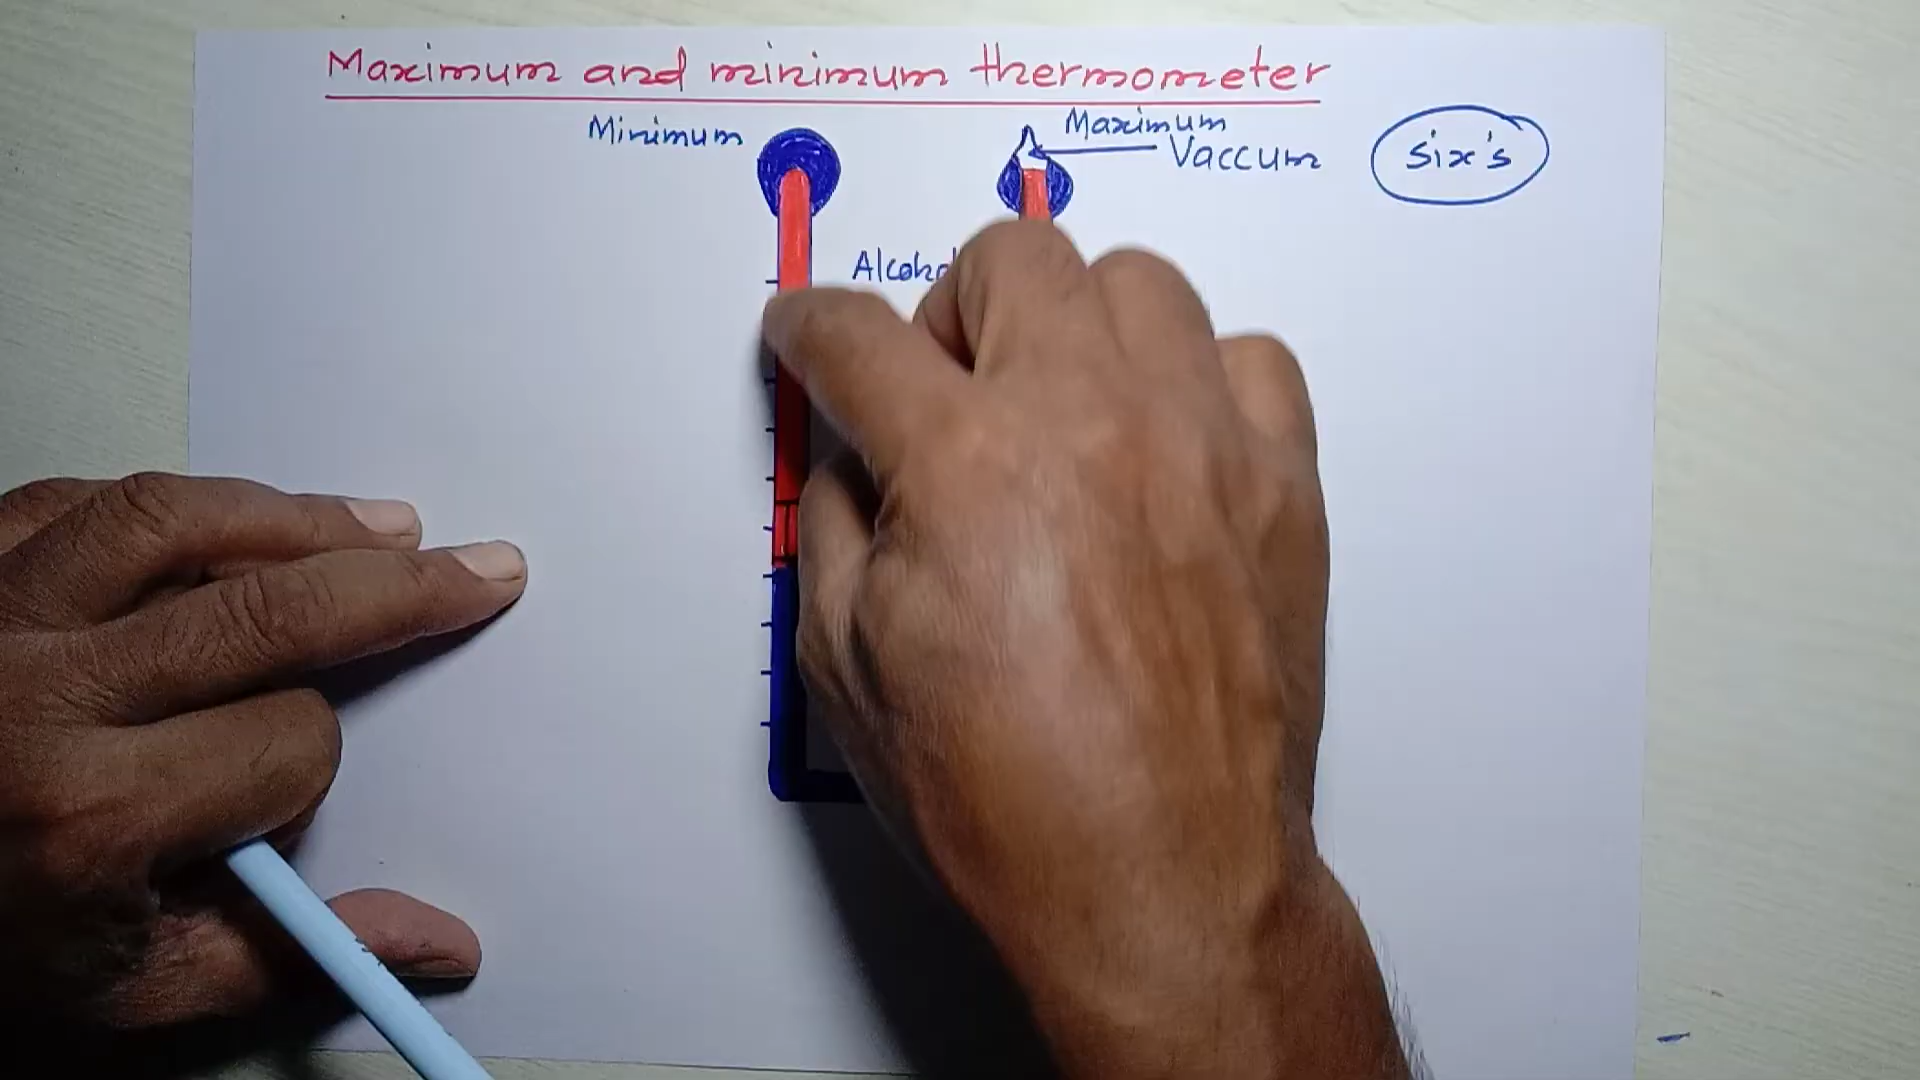 Maximum and minimum thermometer
Minimum
Maximum
Vaccum
six's